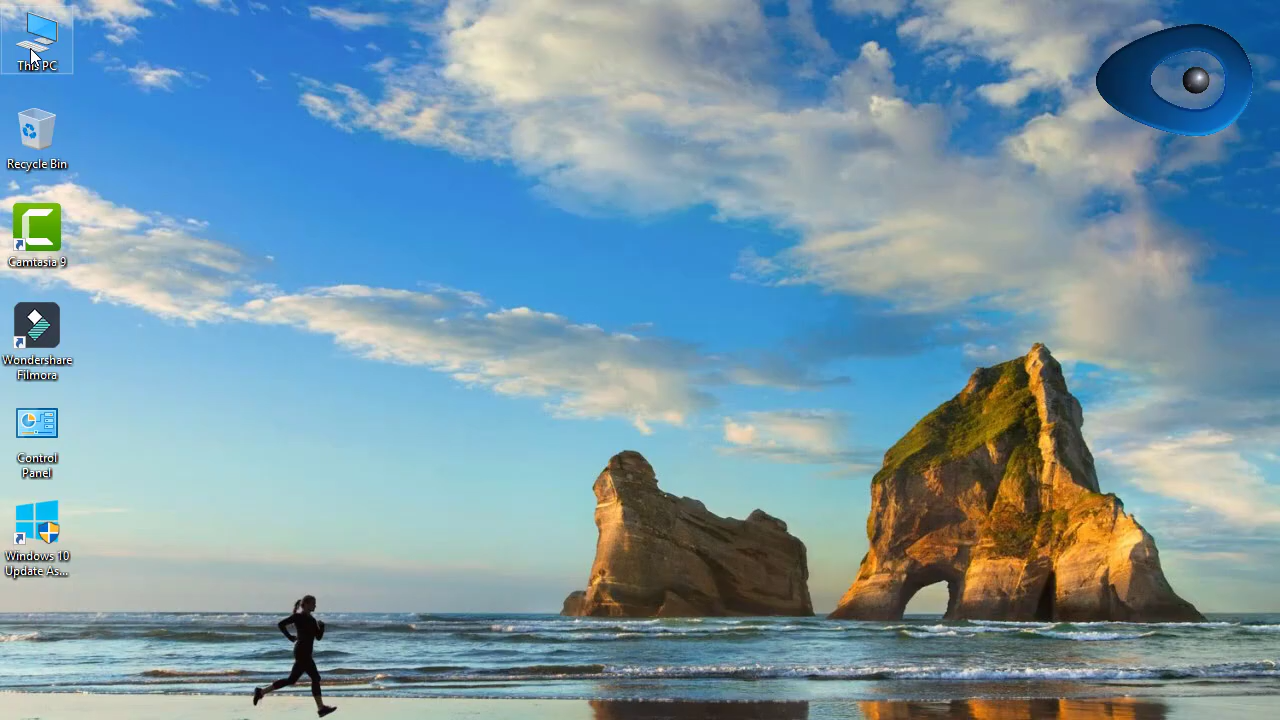 This PC
Recycle Bin
Camtasia 9
Wondershare
Filmora
Control
Panel
Windows 10
Update As...